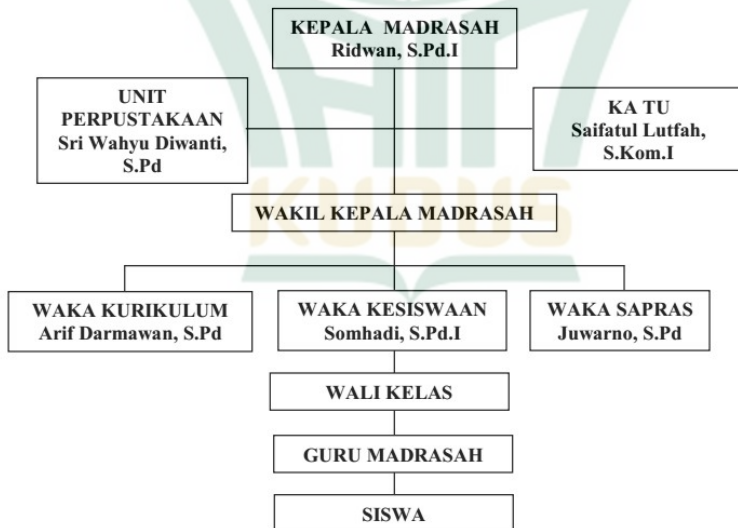 KEPALA MADRASAH
Ridwan, S.Pd.I
UNIT
PERPUSTAKAAN
Sri Wahyu Diwanti,
S.Pd
KA TU
Saifatul Lutfah,
S.Kom.I
WAKIL KEPALA MADRASAH
KUDUS
WAKA KURIKULUM
Arif Darmawan, S.Pd
WAKA KESISWAAN
Somhadi, S.Pd.I
WAKA SAPRAS
Juwarno, S.Pd
WALI KELAS
GURU MADRASAH
SISWA